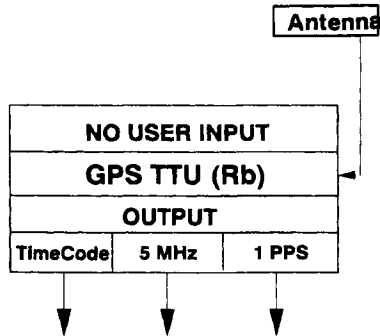 Antenna
NO USER INPUT
GPS TTU (Rb)
OUTPUT
TimeCode 5 MHz 1 PPS